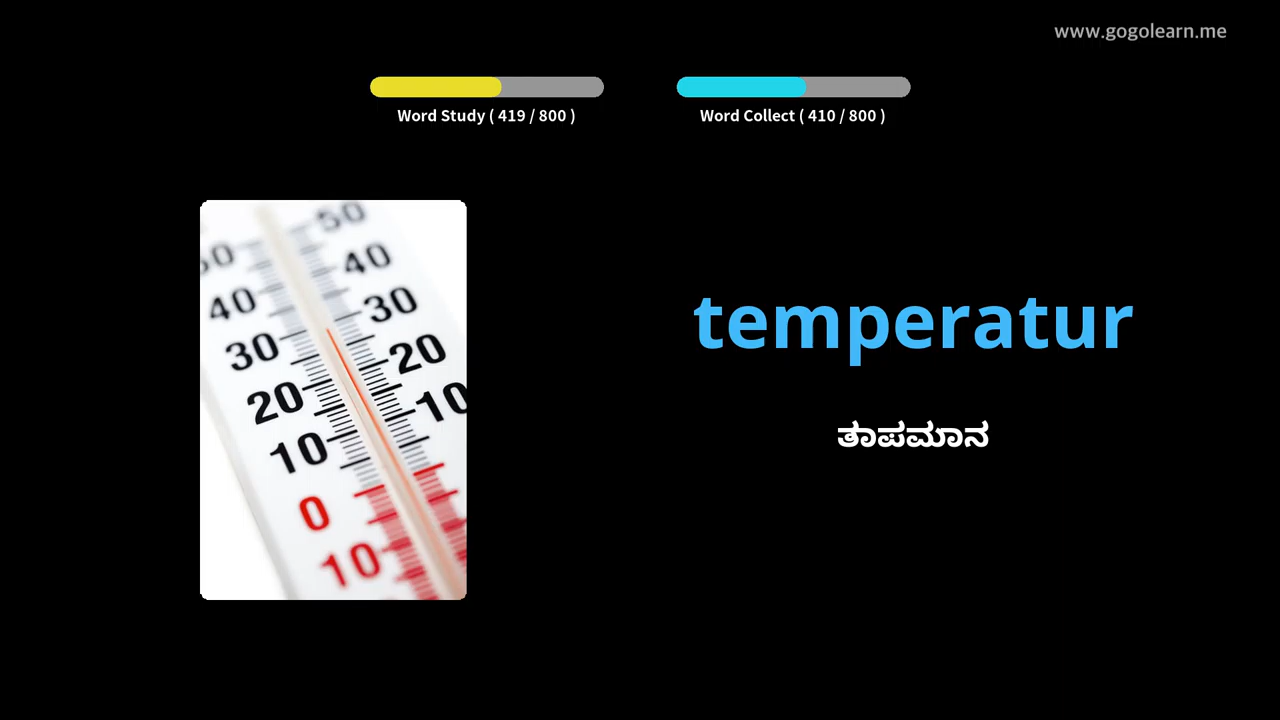 www.gogolearn.me
Word Study ( 419 / 800 )
Word Collect ( 410 / 800 )
50
50
40
40
30
30
20
20
10
10
0
10
temperatur
ತಾಪಮಾನ